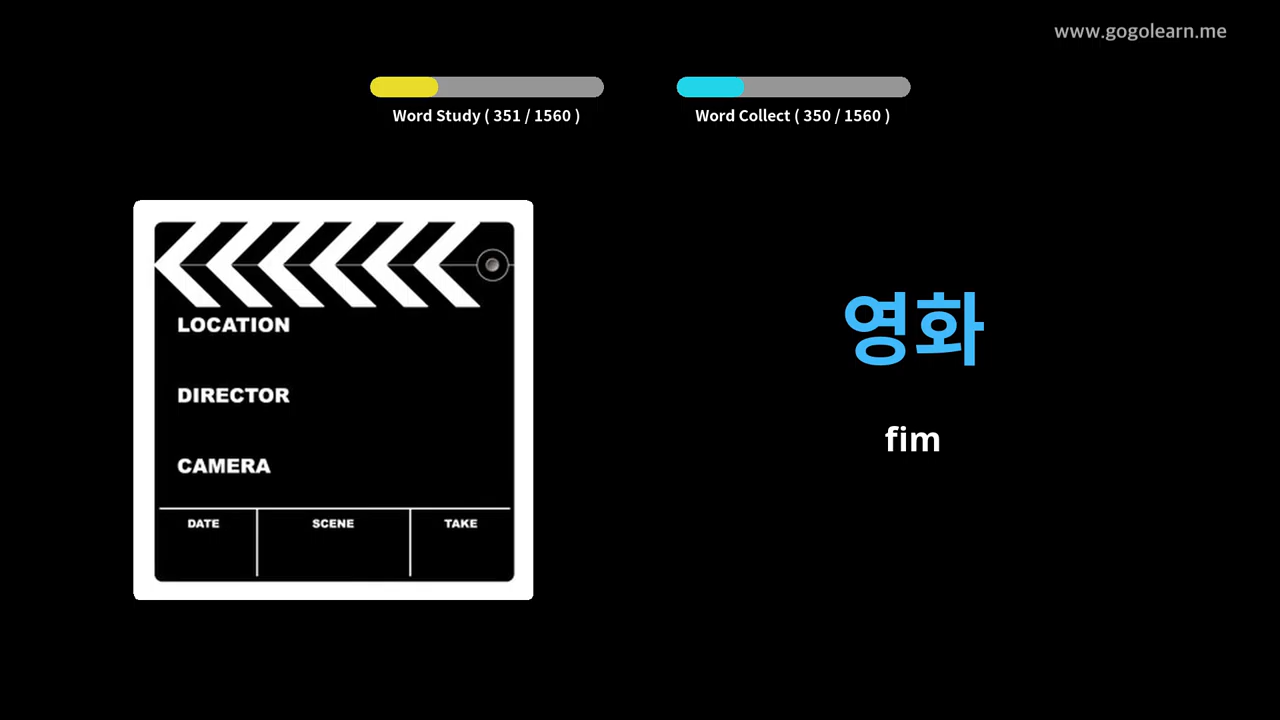 www.gogolearn.me
Word Study ( 351 / 1560 )
Word Collect ( 350 / 1560 )
LOCATION
DIRECTOR
CAMERA
DATE
SCENE
TAKE
영화
fim